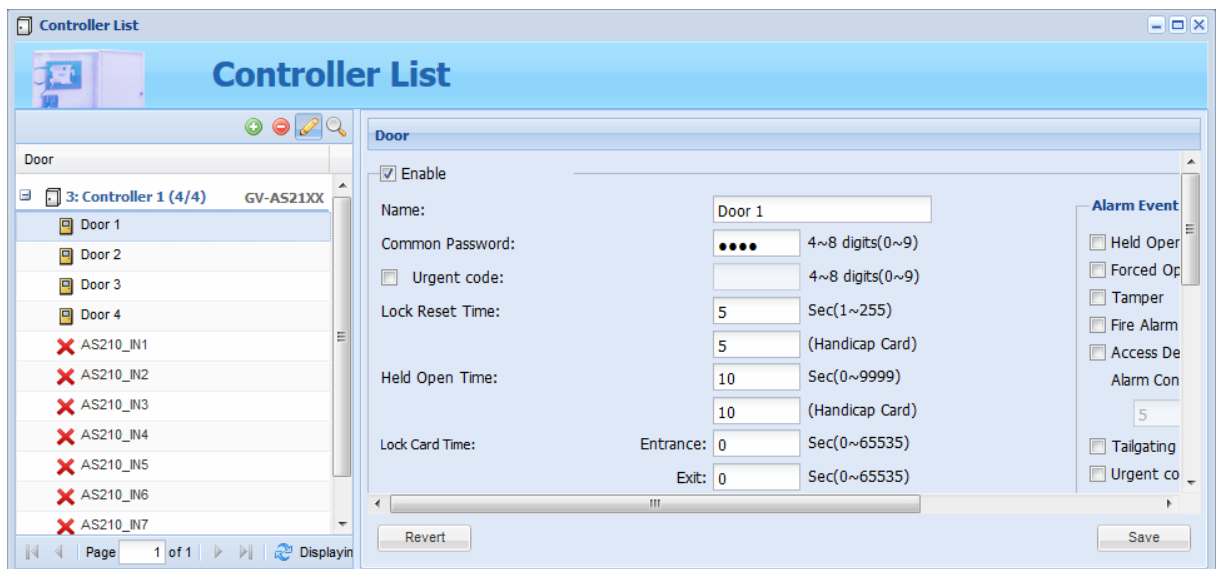 Controller List
Controller List
Door
3: Controller 1 (4/4) GV-AS21XX
Door 1
Door 2
Door 3
Door 4
AS210_IN1
AS210_IN2
AS210_IN3
AS210_IN4
AS210_IN5
AS210_IN6
AS210_IN7
Page 1 of 1 Displayin
Door
Enable
Name: Door 1
Common Password: •••• 4~8 digits(0~9)
Urgent code: 4~8 digits(0~9)
Lock Reset Time: 5 Sec(1~255)
5 (Handicap Card)
Held Open Time: 10 Sec(0~9999)
10 (Handicap Card)
Lock Card Time: Entrance: 0 Sec(0~65535)
Exit: 0 Sec(0~65535)
Alarm Event
Held Oper
Forced Op
Tamper
Fire Alarm
Access De
Alarm Con
5
Tailgating
Urgent co
Revert
Save